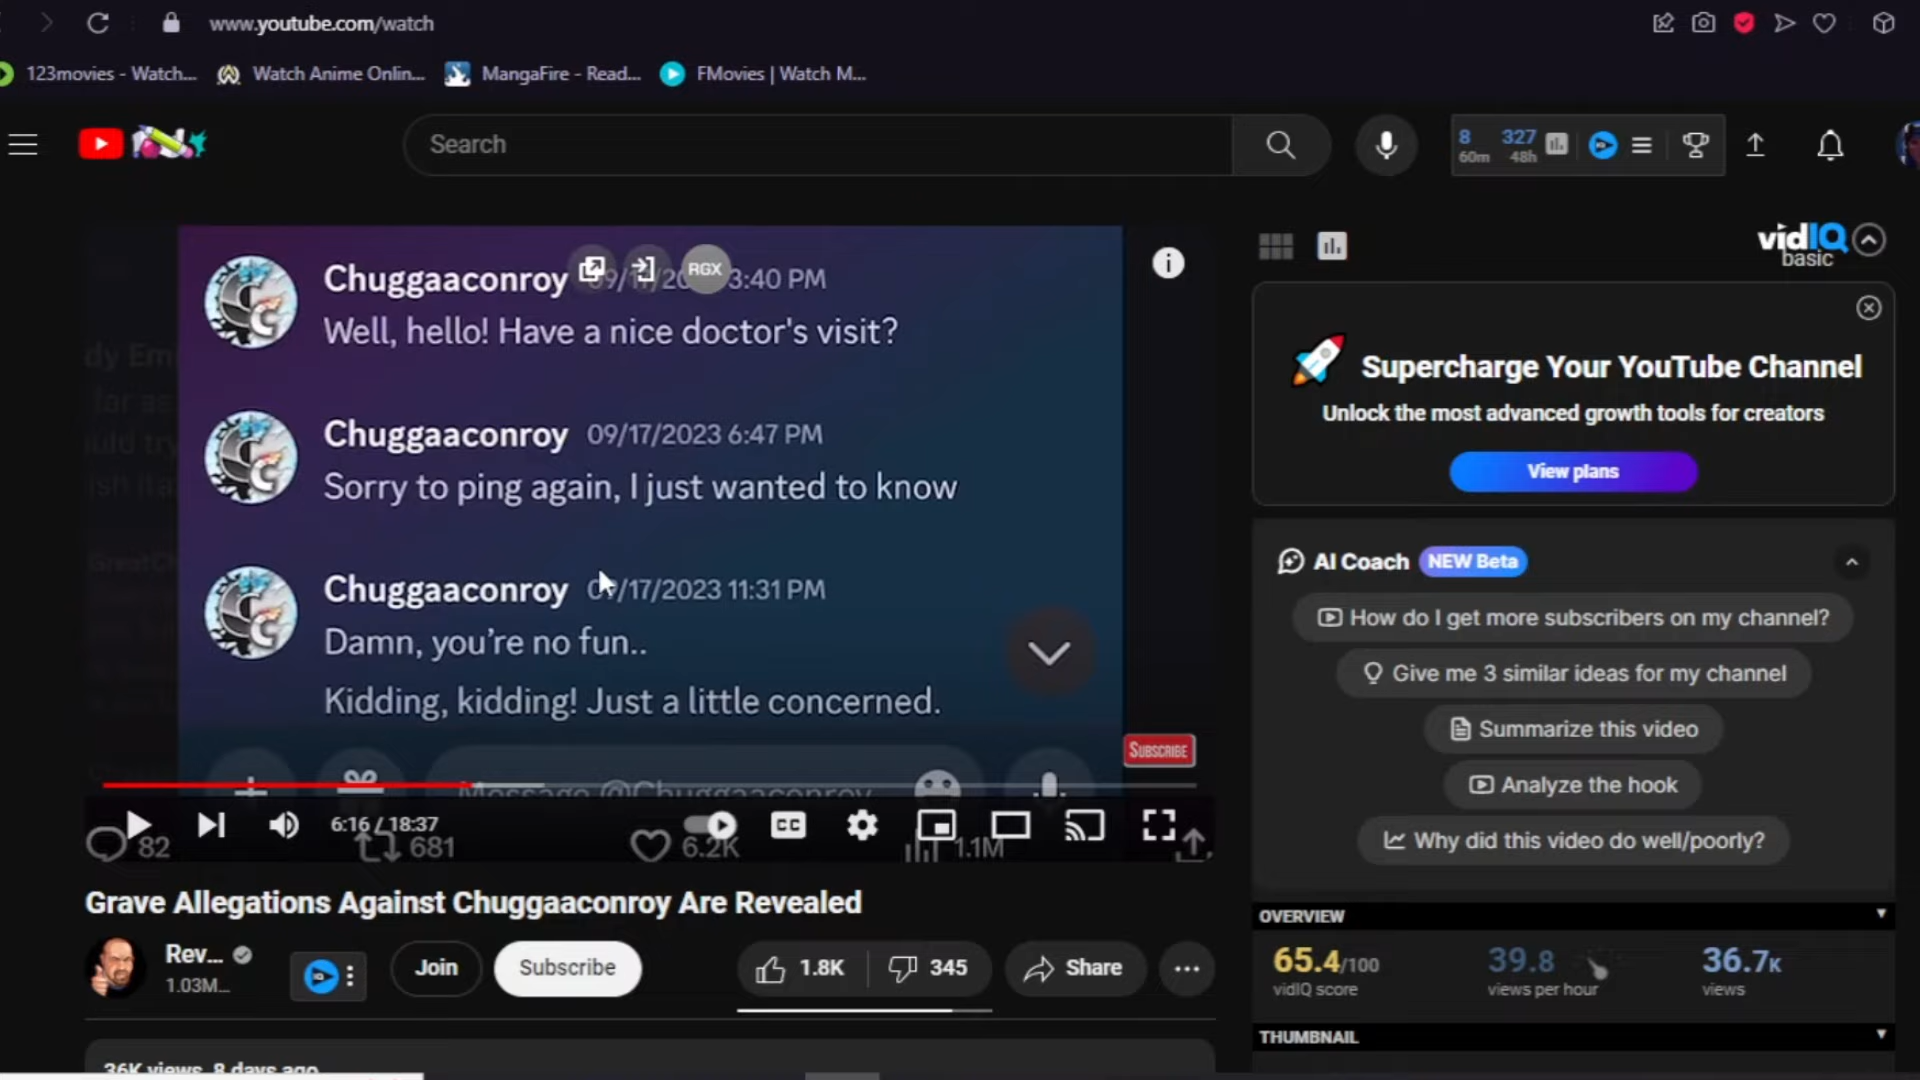 www.youtube.com/watch
123movies - Watch... Watch Anime Onlin... MangaFire - Read... FMovies | Watch M...
Search
8 327
60m 48h
vidIQ
basic
Chuggaaconroy 3:40 PM
RGX
Well, hello! Have a nice doctor's visit?
Chuggaaconroy 09/17/2023 6:47 PM
Sorry to ping again, I just wanted to know
Chuggaaconroy 09/17/2023 11:31 PM
Damn, you're no fun..
Kidding, kidding! Just a little concerned.
SUBSCRIBE
Message @Chuggaaconroy
6:16 / 18:37
CC
82 681 6.2K 1.1M
Grave Allegations Against Chuggaaconroy Are Revealed
Rev...
1.03M...
Join
Subscribe
1.8K
345
Share
36K views 8 days ago
Supercharge Your YouTube Channel
Unlock the most advanced growth tools for creators
View plans
AI Coach NEW Beta
How do I get more subscribers on my channel?
Give me 3 similar ideas for my channel
Summarize this video
Analyze the hook
Why did this video do well/poorly?
OVERVIEW
65.4/100 39.8 36.7K
vidIQ score views per hour views
THUMBNAIL